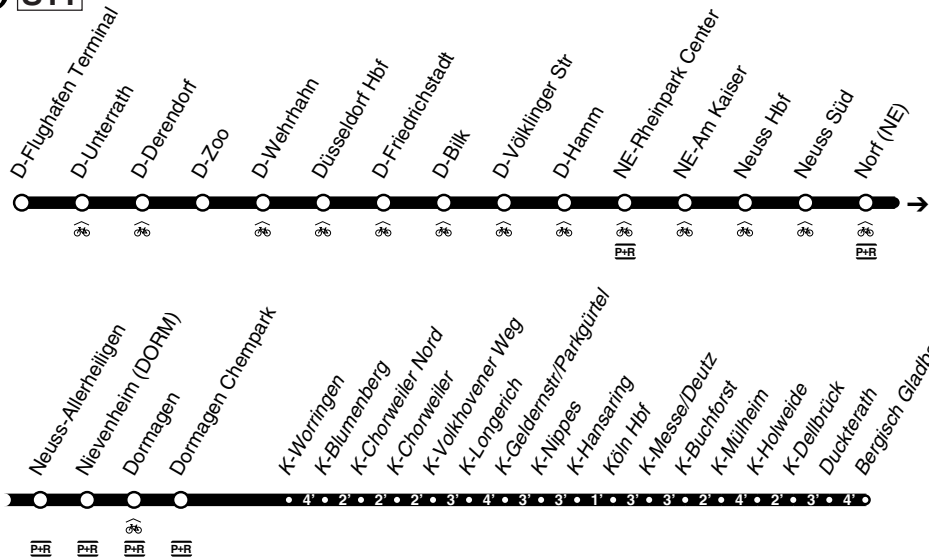 D-Flughafen Terminal
D-Unterrath
D-Derendorf
D-Zoo
D-Wehrhahn
Düsseldorf Hbf
D-Friedrichstadt
D-Bilk
D-Völklinger Str
D-Hamm
NE-Rheinpark Center
NE-Am Kaiser
Neuss Hbf
Neuss Süd
Norf (NE)
P+R
P+R
Neuss-Allerheiligen
Nievenheim (DORM)
Dormagen
Dormagen Chempark
K-Worringen
K-Blumenberg
K-Chorweiler Nord
K-Chorweiler
K-Volkhovener Weg
K-Longerich
K-Geldernstr/Parkgürtel
K-Nippes
K-Hansaring
Köln Hbf
K-Messe/Deutz
K-Buchforst
K-Mülheim
K-Holweide
K-Dellbrück
Duckterath
Bergisch Gladb
4' 2' 2' 2' 3' 4' 3' 3' 1' 3' 3' 2' 4' 2' 3' 4'
P+R P+R P+R P+R